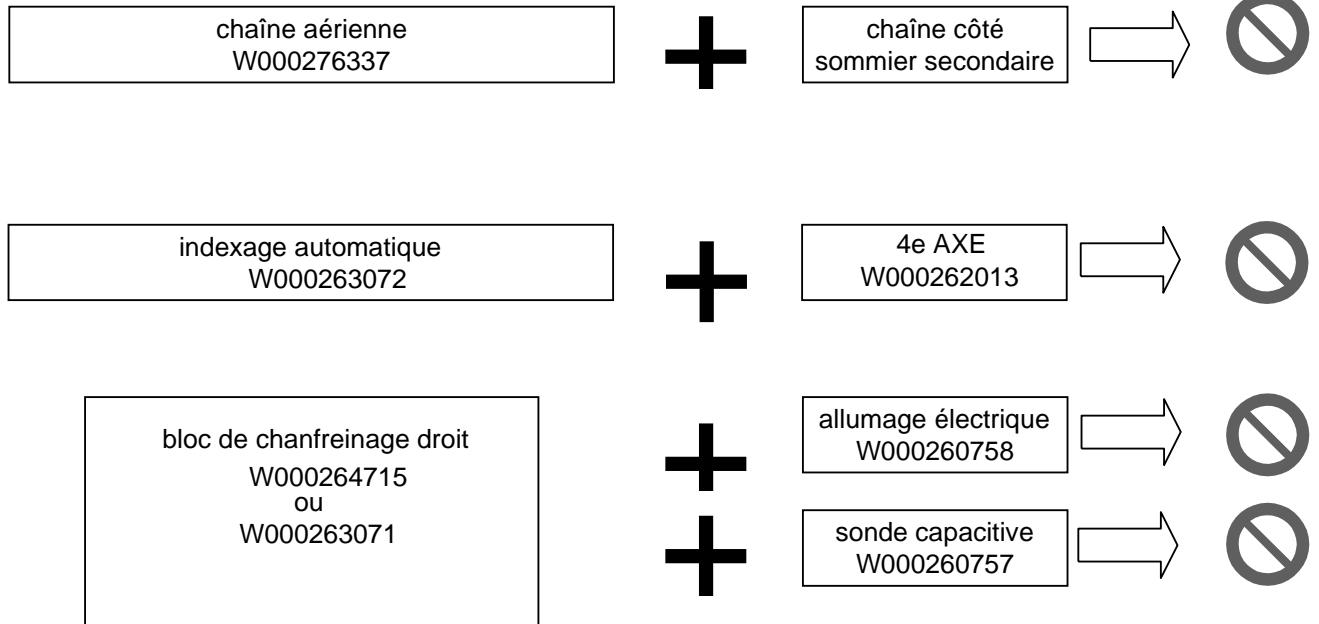 chaîne aérienne
W000276337
chaîne côté
sommier secondaire
indexage automatique
W000263072
4e AXE
W000262013
bloc de chanfreinage droit
W000264715
ou
W000263071
allumage électrique
W000260758
sonde capacitive
W000260757